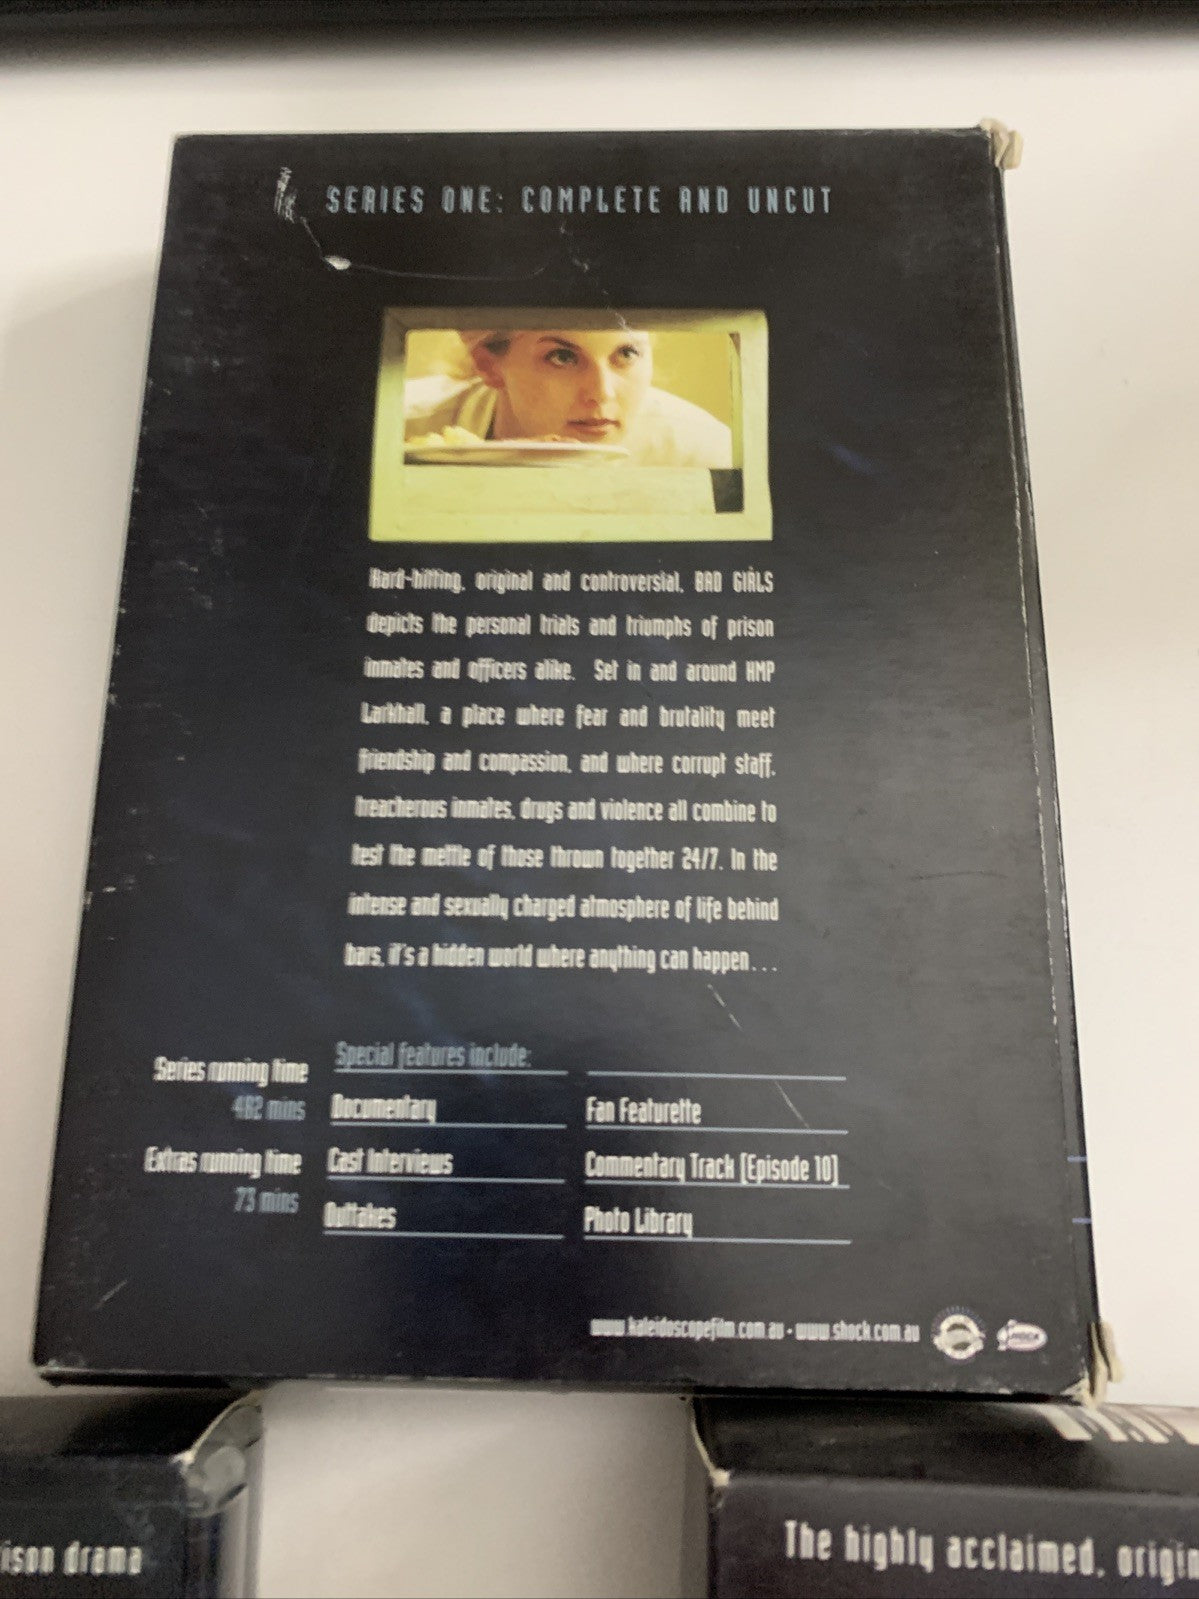 SERIES ONE: COMPLETE AND UNCUT
Hard-hitting, original and controversial, BAD GIRLS
depicts the personal trials and triumphs of prison
inmates and officers alike. Set in and around HMP
Larkhall, a place where fear and brutality meet
friendship and compassion, and where corrupt staff,
treacherous inmates, drugs and violence all combine to
test the mettle of those thrown together 24/7. In the
intense and sexually charged atmosphere of life behind
bars, it's a hidden world where anything can happen...
Series running time
482 mins
Extras running time
73 mins
Special features include:
Documentary
Cast Interviews
Outtakes
Fan Featurette
Commentary Track [Episode 10]
Photo Library
www.kaleidoscopefilm.com.au - www.shock.com.au
SHOCK
ison drama
The highly acclaimed, origin